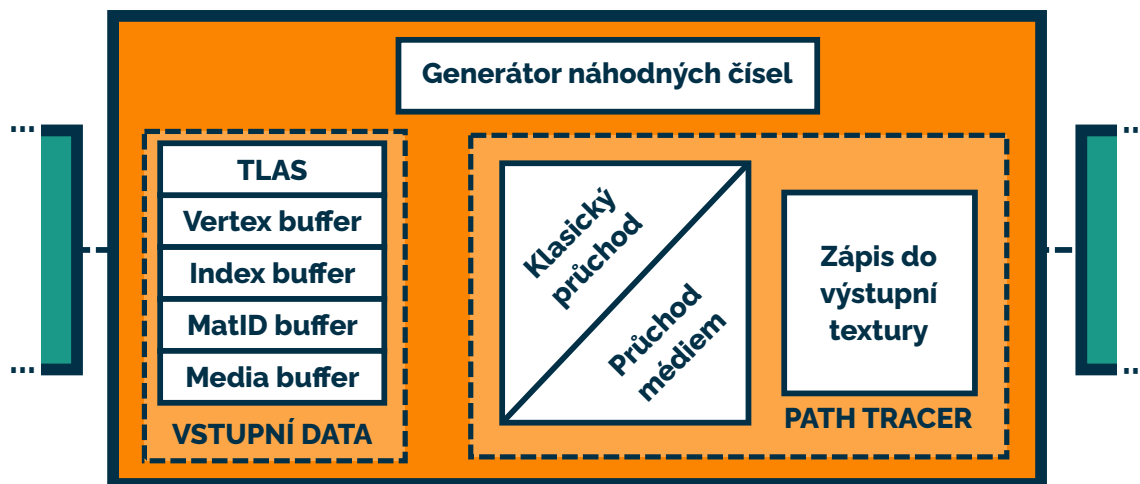 Generátor náhodných čísel
TLAS
Vertex buffer
Index buffer
MatID buffer
Media buffer
VSTUPNÍ DATA
Klasický
průchod
Průchod
médiem
Zápis do
výstupní
textury
PATH TRACER